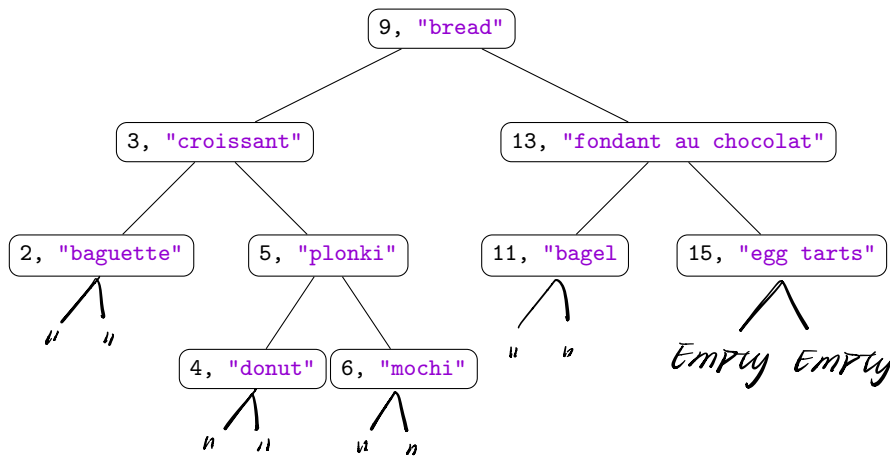 9, "bread"
3, "croissant"
13, "fondant au chocolat"
2, "baguette"
5, "plonki"
11, "bagel
15, "egg tarts"
" "
" "
Empty Empty
4, "donut"
6, "mochi"
" "
" "